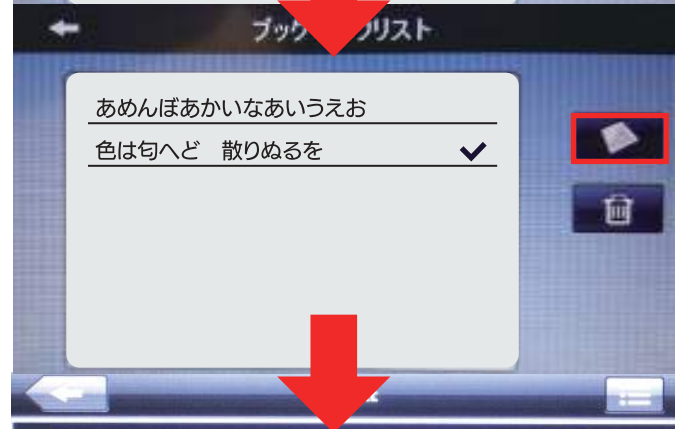 ブッ リスト
あめんぼあかいなあいうえお
色は匂へど　散りぬるを